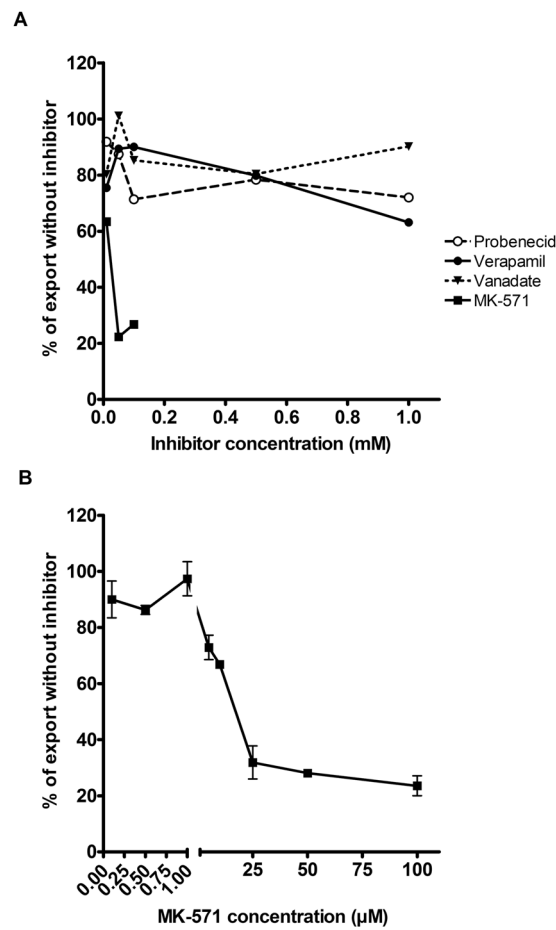 A
120
100
80
60
40
20
0
% of export without inhibitor
0.0 0.2 0.4 0.6 0.8 1.0
Inhibitor concentration (mM)
Probenecid
Verapamil
Vanadate
MK-571
B
120
100
80
60
40
20
0
% of export without inhibitor
0.00 0.25 0.50 0.75 1.00 25 50 75 100
MK-571 concentration (µM)